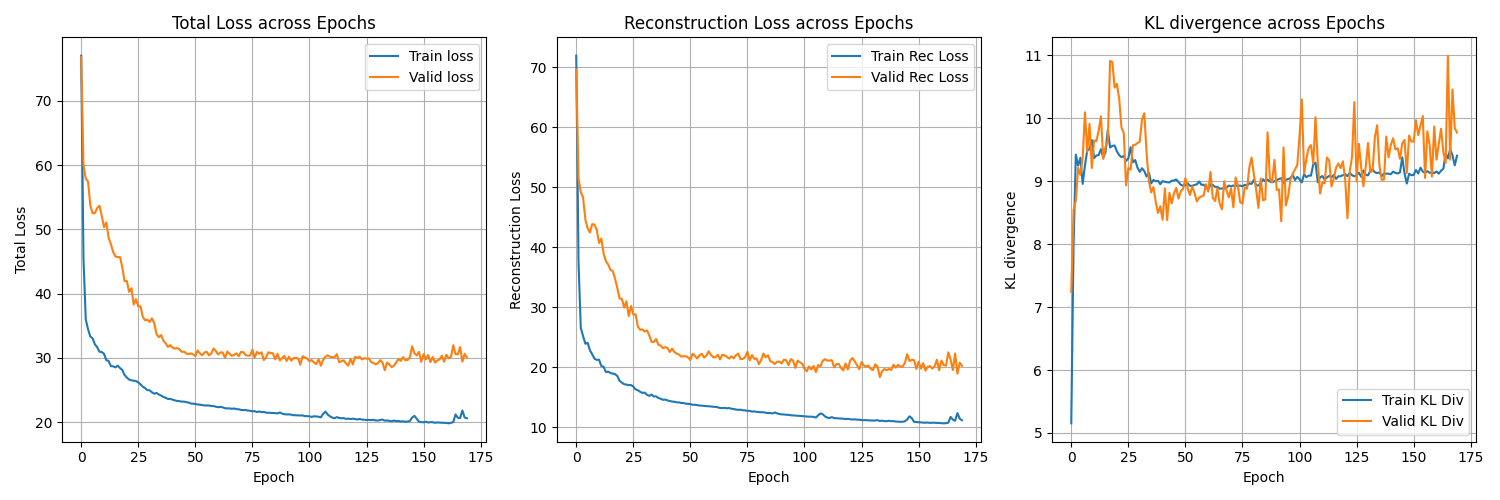 Total Loss across Epochs
Total Loss
70
60
50
40
30
20
0 25 50 75 100 125 150 175
Epoch
Train loss
Valid loss
Reconstruction Loss across Epochs
Reconstruction Loss
70
60
50
40
30
20
10
0 25 50 75 100 125 150 175
Epoch
Train Rec Loss
Valid Rec Loss
KL divergence across Epochs
KL divergence
11
10
9
8
7
6
5
0 25 50 75 100 125 150 175
Epoch
Train KL Div
Valid KL Div